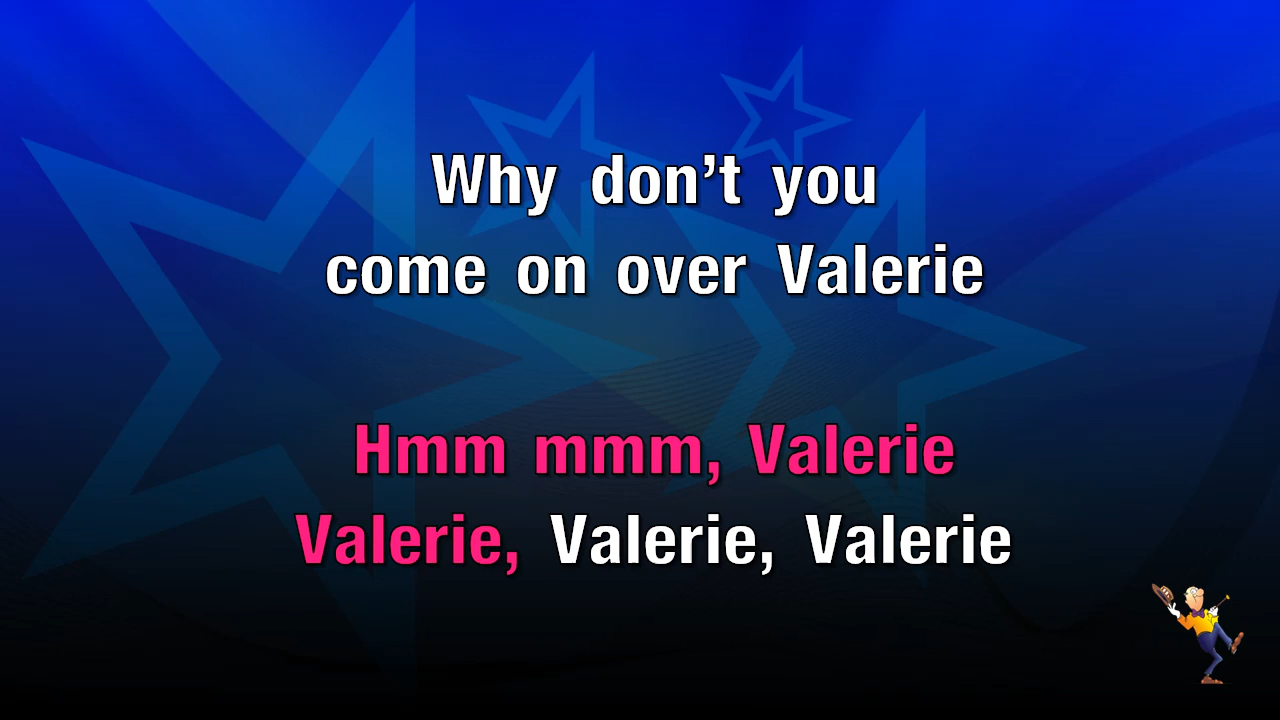 Why don’t you
come on over Valerie
Hmm mmm, Valerie
Valerie, Valerie, Valerie